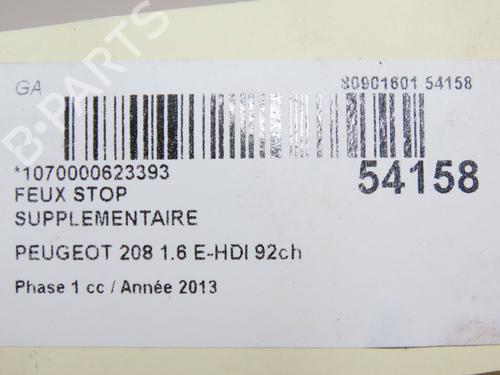 GA
80901601 54158
*1070000623393
54158
FEUX STOP
SUPPLEMENTAIRE
PEUGEOT 208 1.6 E-HDI 92ch
Phase 1 cc / Année 2013
B-PARTS